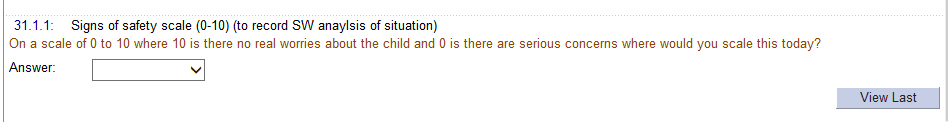 31.1.1: Signs of safety scale (0-10) (to record SW anaylsis of situation)
On a scale of 0 to 10 where 10 is there no real worries about the child and 0 is there are serious concerns where would you scale this today?
Answer:
View Last